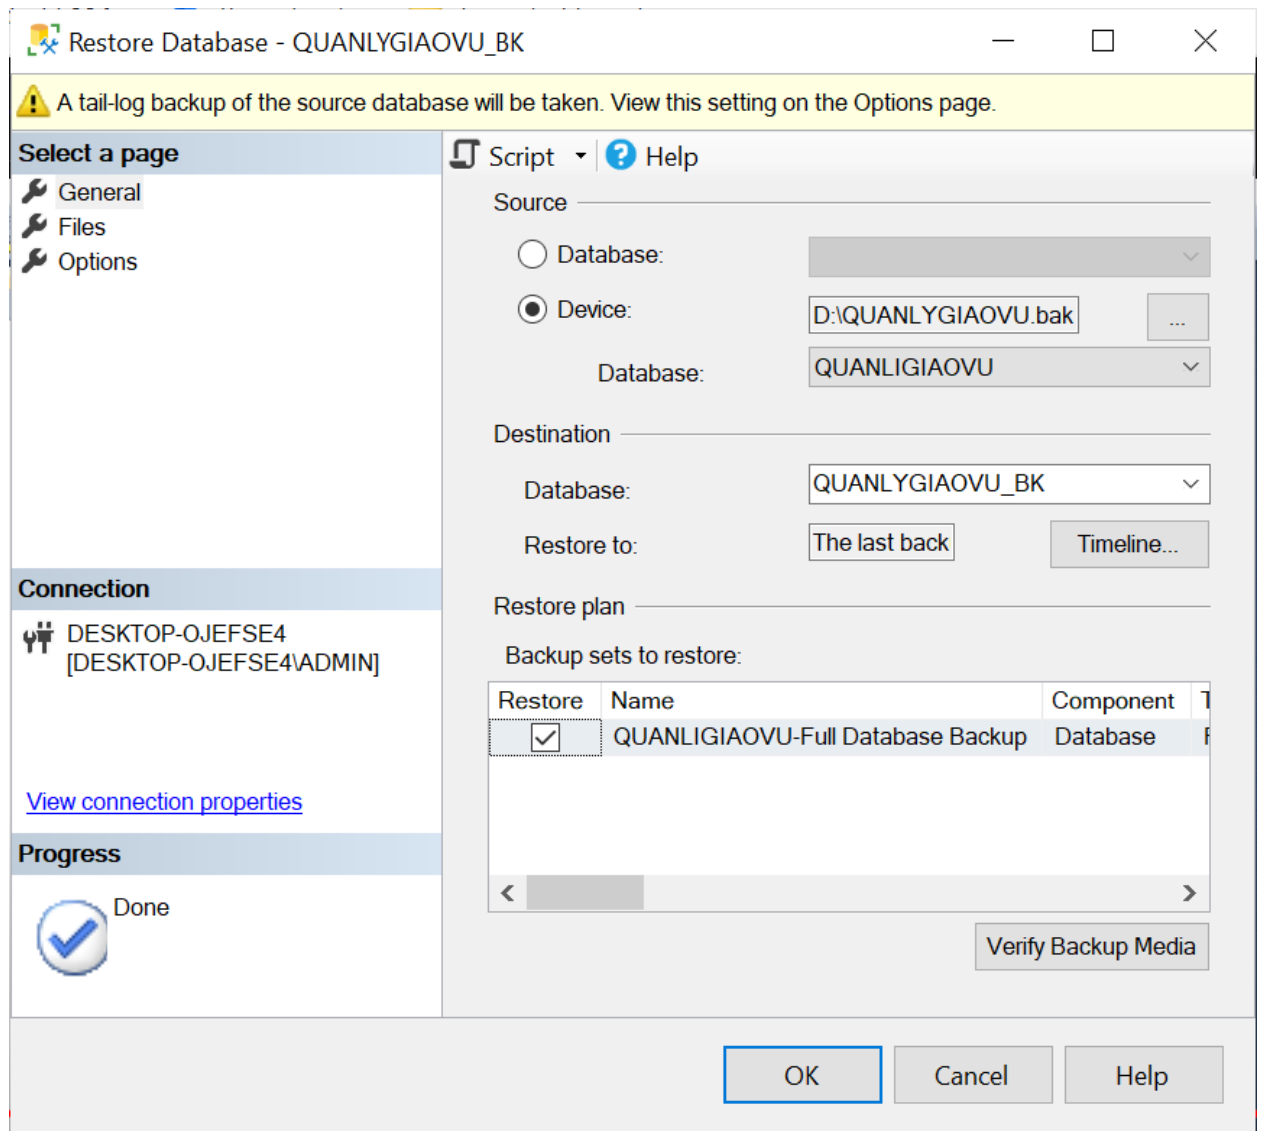 Restore Database - QUANLYGIAOVU_BK
A tail-log backup of the source database will be taken. View this setting on the Options page.
Select a page
General
Files
Options
Script
Help
Source
Database:
Device:
D:\QUANLYGIAOVU.bak
...
Database:
QUANLIGIAOVU
Destination
Database:
QUANLYGIAOVU_BK
Restore to:
The last back
Timeline...
Restore plan
Backup sets to restore:
Restore Name Component
QUANLIGIAOVU-Full Database Backup Database
Verify Backup Media
Connection
DESKTOP-OJEFSE4
[DESKTOP-OJEFSE4\ADMIN]
View connection properties
Progress
Done
OK Cancel Help